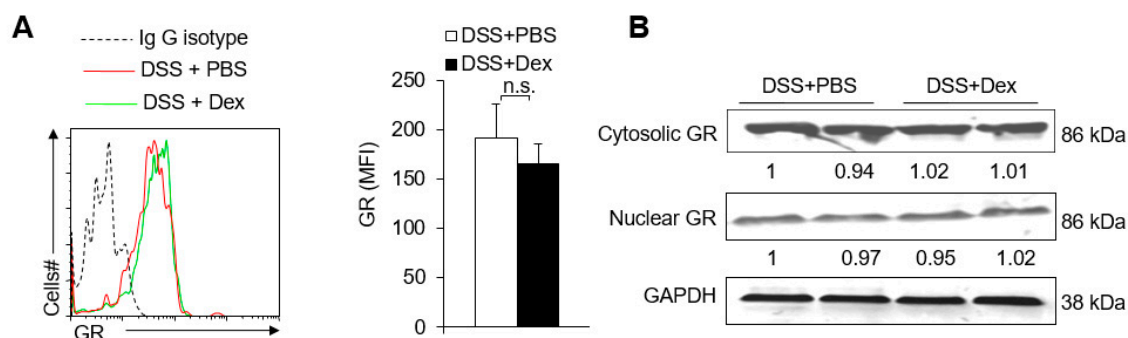 A
Ig G isotype
DSS + PBS
DSS + Dex
Cells#
GR
DSS+PBS
DSS+Dex
n.s.
GR (MFI)
250
200
150
100
50
0
B
DSS+PBS DSS+Dex
Cytosolic GR 86 kDa
1 0.94 1.02 1.01
Nuclear GR 86 kDa
1 0.97 0.95 1.02
GAPDH 38 kDa